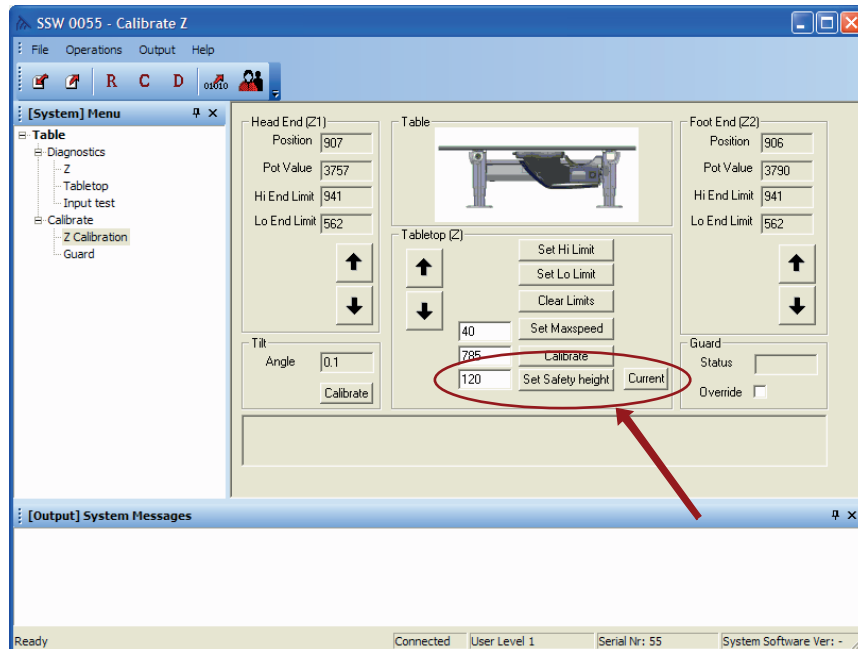 SSW 0055 - Calibrate Z
File Operations Output Help
R C D 01010
[System] Menu
Table
Diagnostics
Z
Tabletop
Input test
Calibrate
Z Calibration
Guard
Head End (Z1)
Position 907
Pot Value 3757
Hi End Limit 941
Lo End Limit 562
Tilt
Angle 0.1
Calibrate
Table
Tabletop (Z)
Set Hi Limit
Set Lo Limit
Clear Limits
40 Set Maxspeed
785 Calibrate
120 Set Safety height Current
Foot End (Z2)
Position 906
Pot Value 3790
Hi End Limit 941
Lo End Limit 562
Guard
Status
Override
[Output] System Messages
Ready Connected User Level 1 Serial Nr: 55 System Software Ver: -